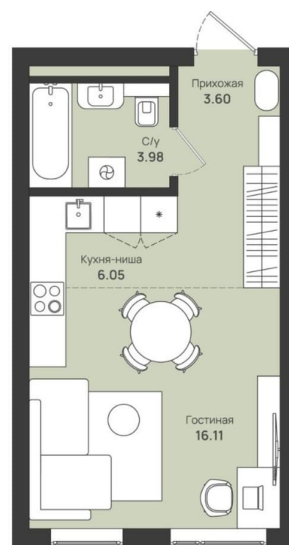 Прихожая
3.60
С/у
3.98
Кухня-ниша
6.05
Гостиная
16.11